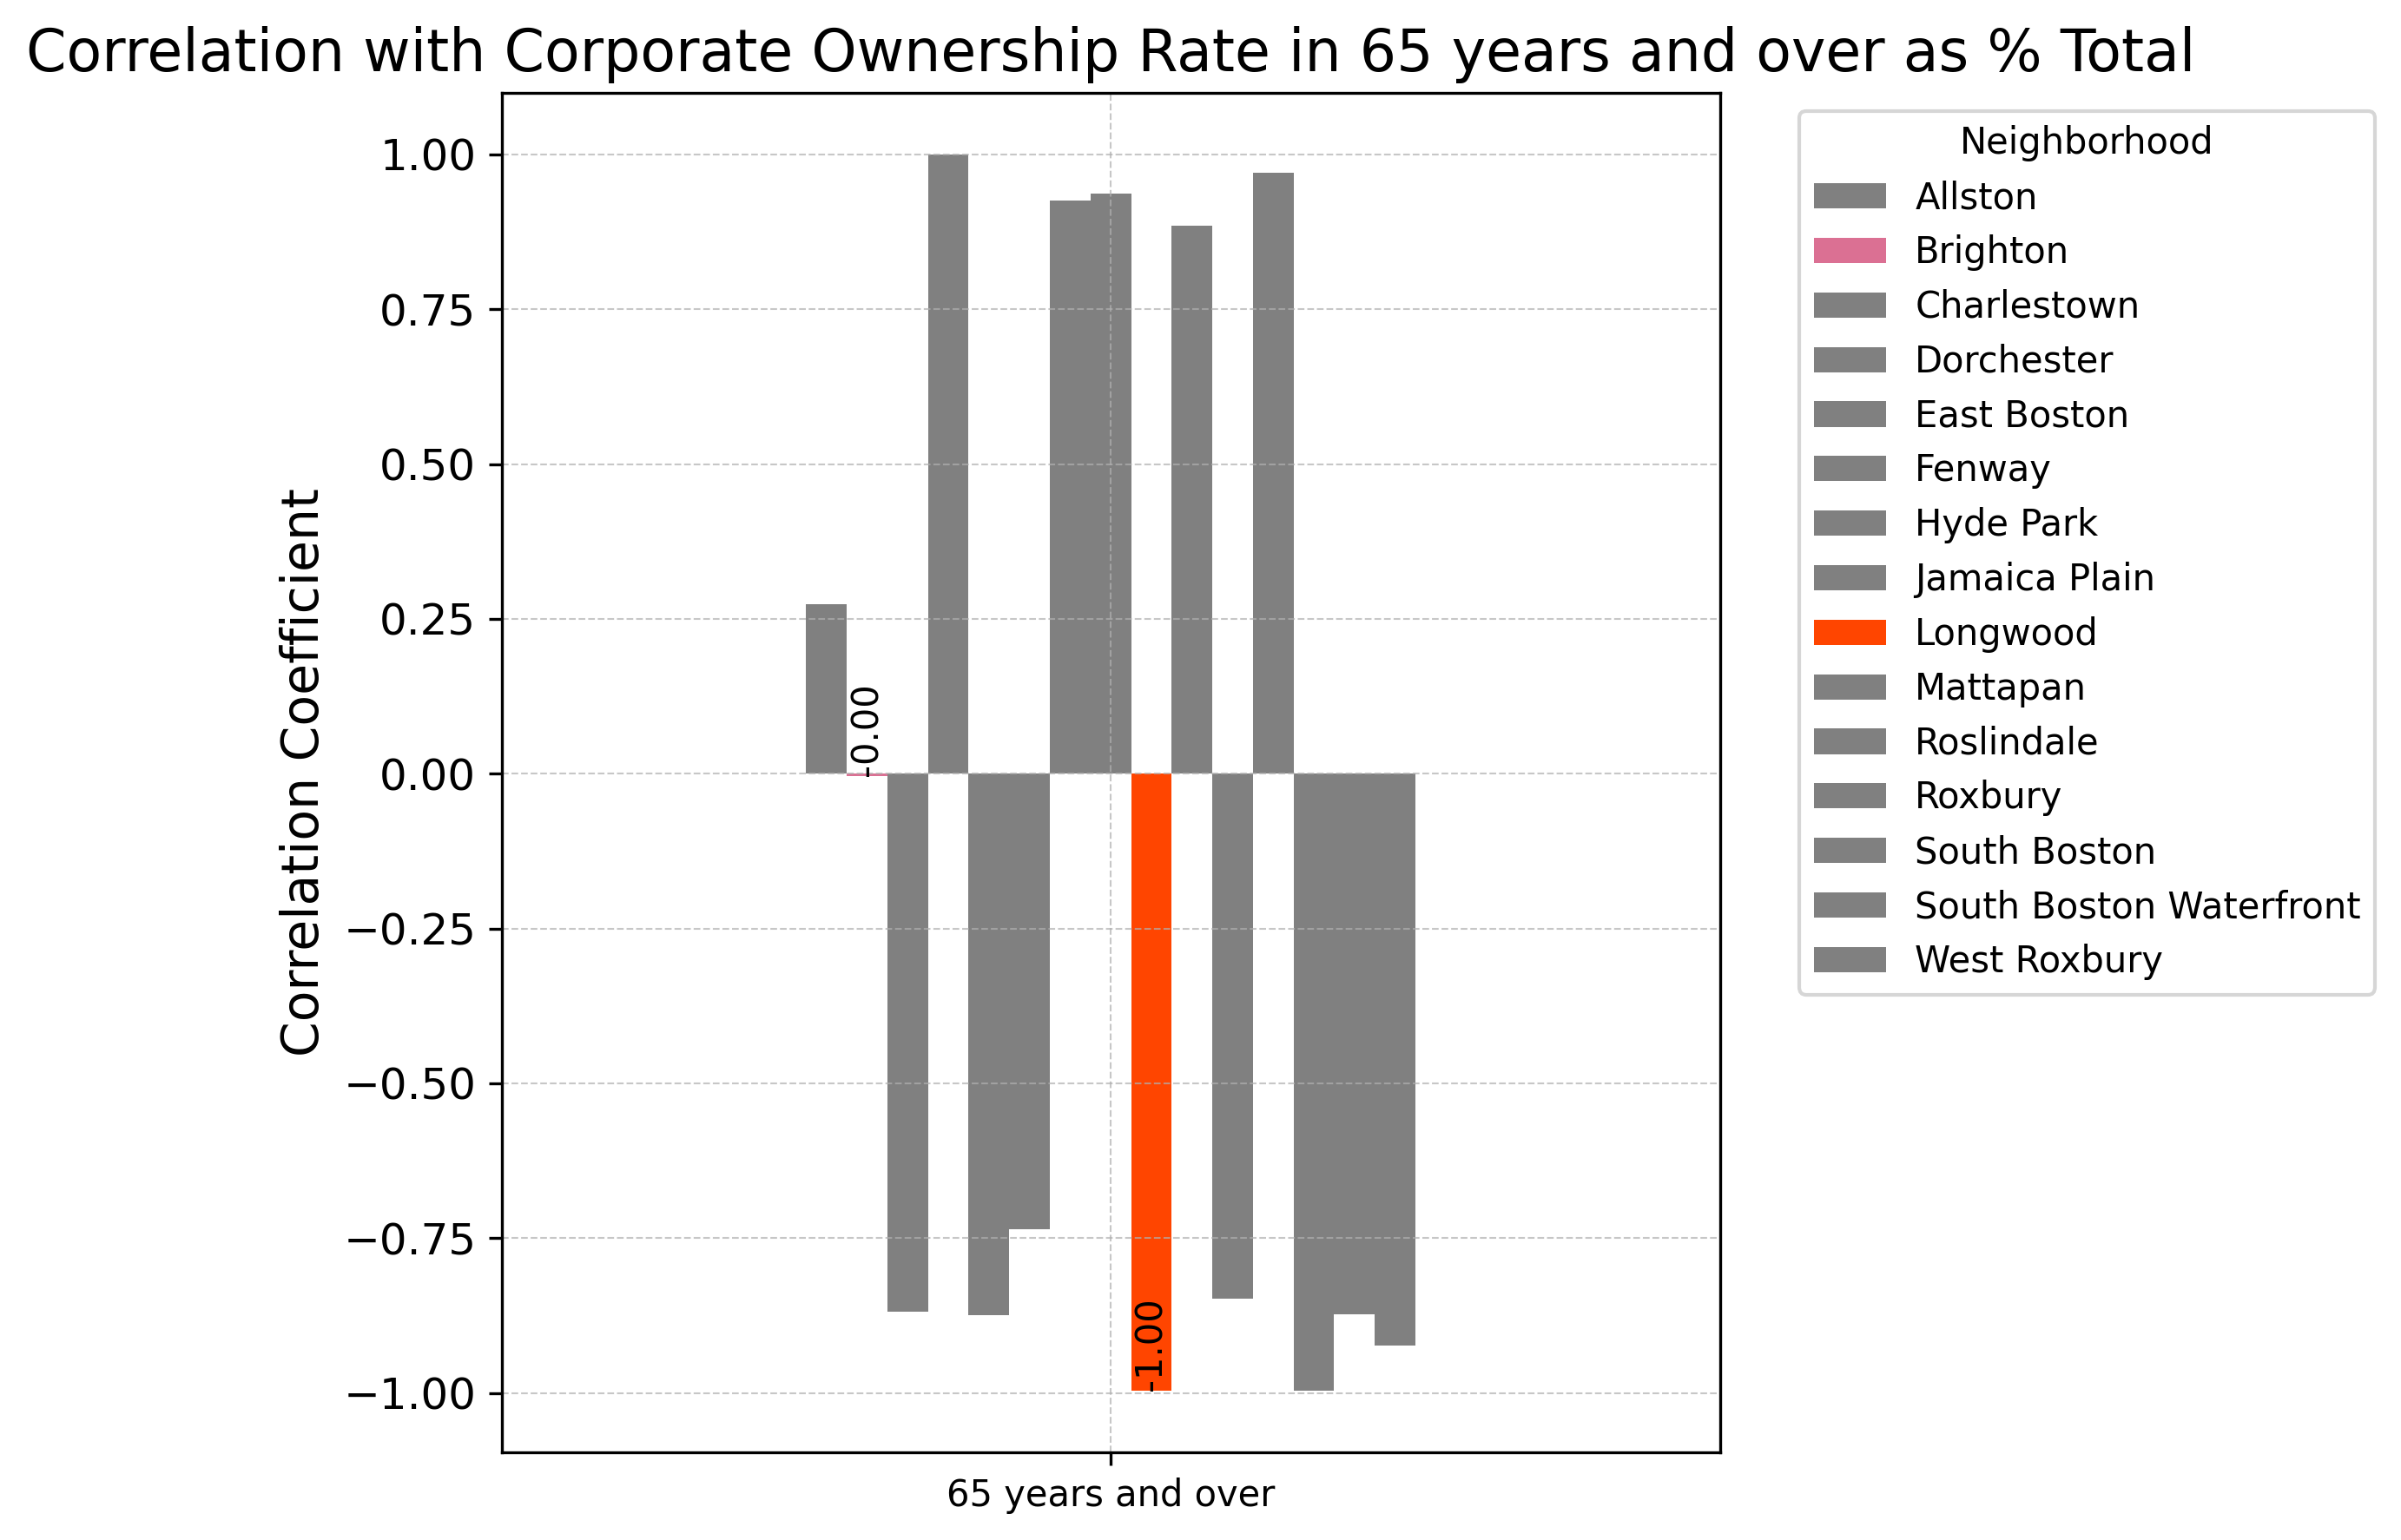 Correlation with Corporate Ownership Rate in 65 years and over as % Total
Correlation Coefficient
1.00
0.75
0.50
0.25
0.00
−0.25
−0.50
−0.75
−1.00
-0.00
-1.00
65 years and over
Neighborhood
Allston
Brighton
Charlestown
Dorchester
East Boston
Fenway
Hyde Park
Jamaica Plain
Longwood
Mattapan
Roslindale
Roxbury
South Boston
South Boston Waterfront
West Roxbury